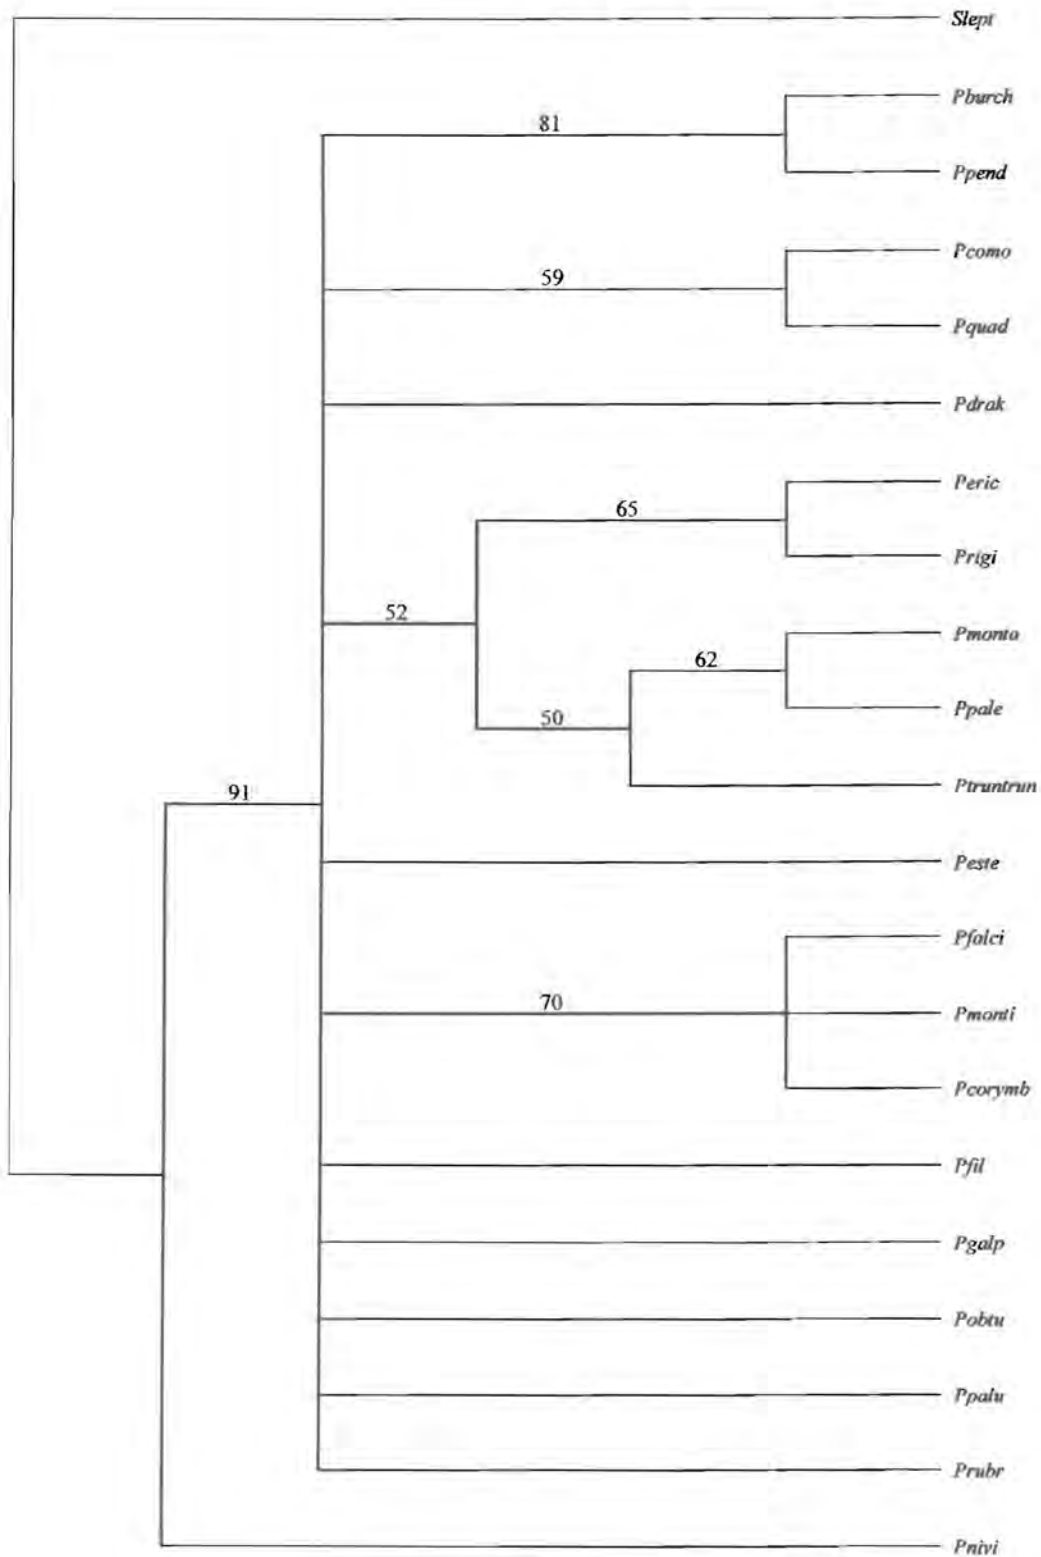 Slept
Pburch
81
Ppend
Pcomo
59
Pquad
Pdrak
Peric
65
Prigi
52
Pmonta
62
Ppale
50
Ptruntrun
91
Peste
Pfalci
70
Pmonti
Pcorymb
Pfil
Pgalp
Pobtu
Ppalu
Prubr
Pnivi